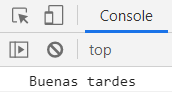 Console
top
Buenas tardes